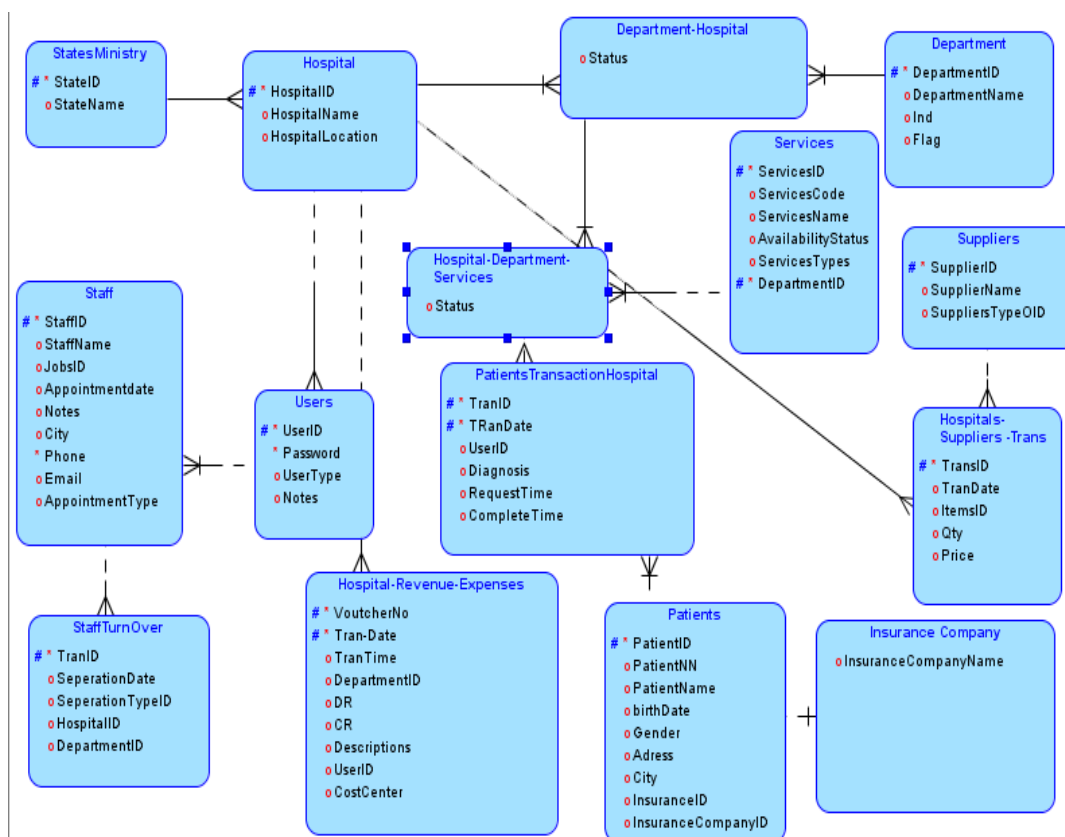 StatesMinistry
# * StateID
o StateName
Hospital
# * HospitalID
o HospitalName
o HospitalLocation
Department-Hospital
o Status
Department
# * DepartmentID
o DepartmentName
o Ind
o Flag
Services
# * ServicesID
o ServicesCode
o ServicesName
o AvailabilityStatus
o ServicesTypes
# * DepartmentID
Hospital-Department-
Services
o Status
Suppliers
# * SupplierID
o SupplierName
o SuppliersTypeOID
Staff
# * StaffID
o StaffName
o JobsID
o Appointmentdate
o Notes
o City
* Phone
o Email
o AppointmentType
Users
# * UserID
* Password
o UserType
o Notes
PatientsTransactionHospital
# * TranID
# * TRanDate
o UserID
o Diagnosis
o RequestTime
o CompleteTime
Hospitals-
Suppliers -Trans
# * TransID
o TranDate
o ItemsID
o Qty
o Price
StaffTurnOver
# * TranID
o SeperationDate
o SeperationTypeID
o HospitalID
o DepartmentID
Hospital-Revenue-Expenses
# * VoutcherNo
# * Tran-Date
o TranTime
o DepartmentID
o DR
o CR
o Descriptions
o UserID
o CostCenter
Patients
# * PatientID
o PatientNN
o PatientName
o birthDate
o Gender
o Adress
o City
o InsuranceID
o InsuranceCompanyID
Insurance Company
o InsuranceCompanyName